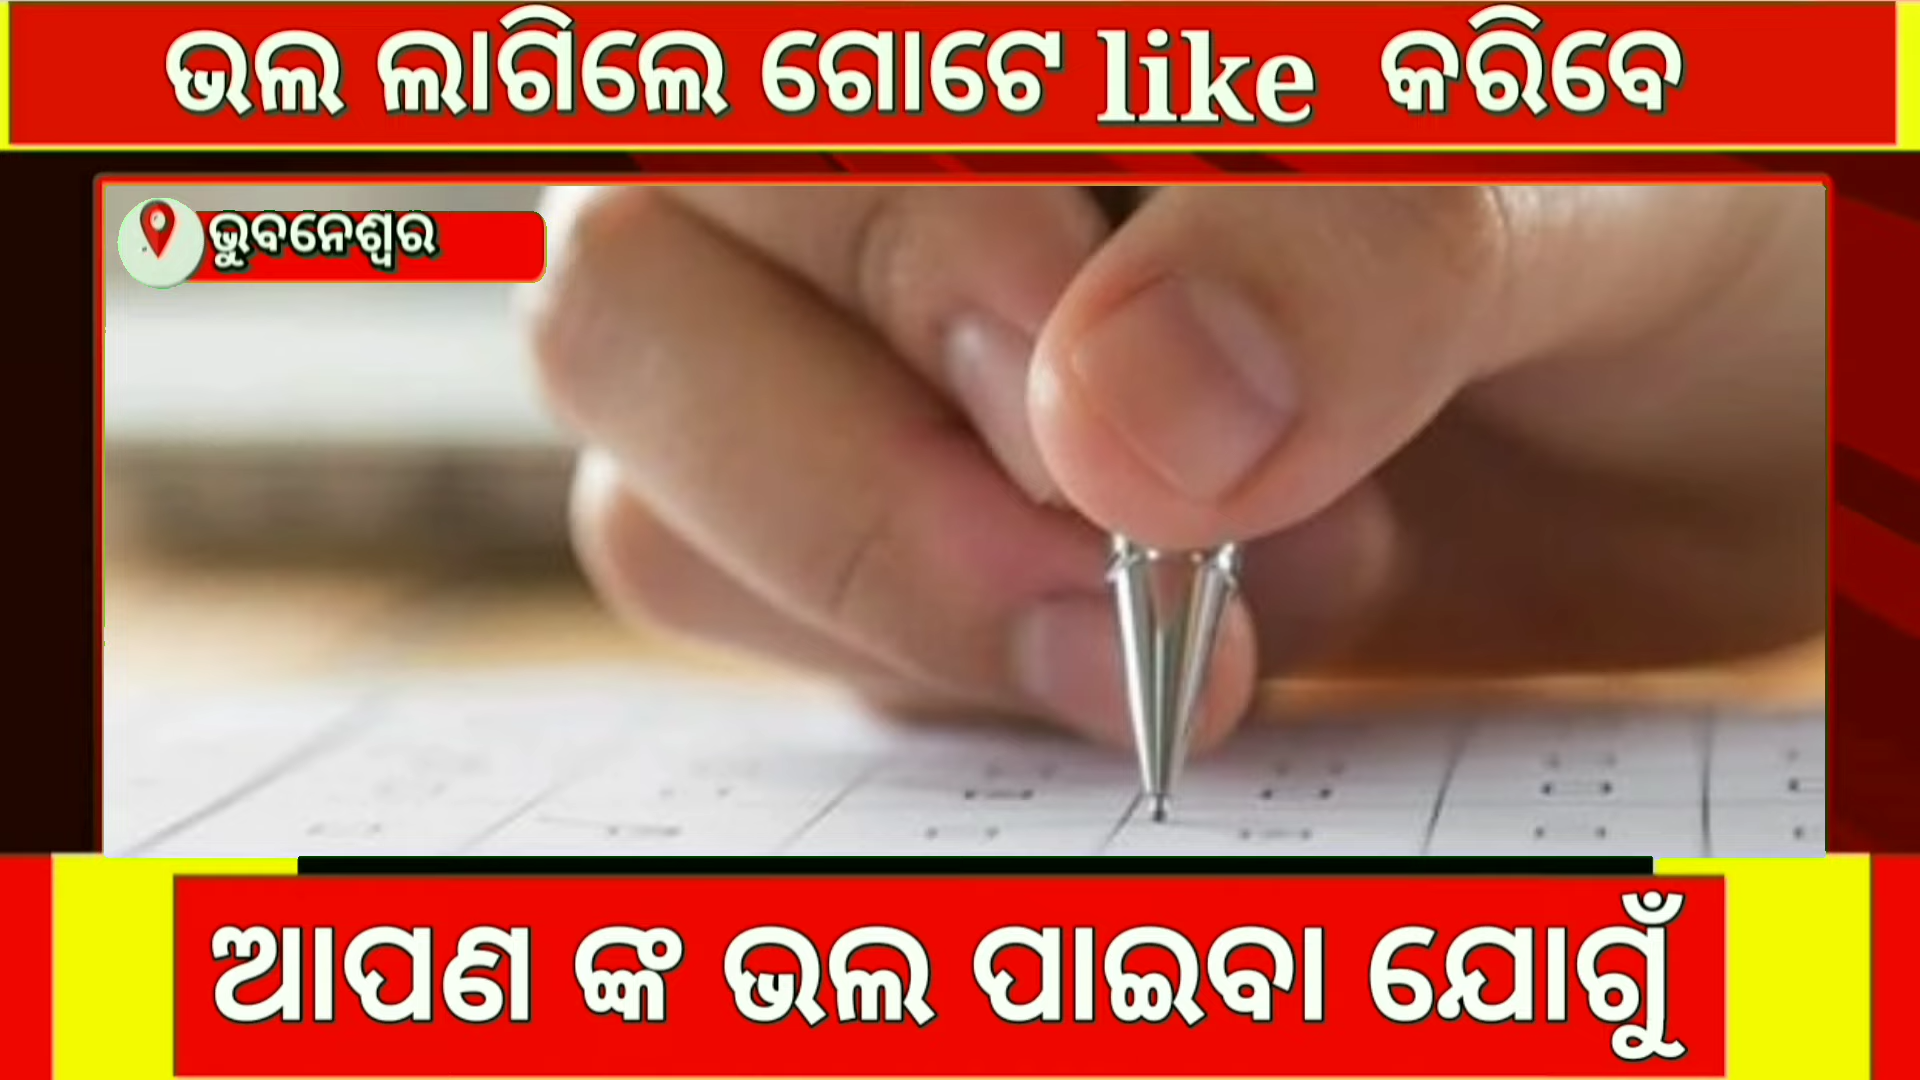 ଭଲ ଲାଗିଲେ ଗୋଟେ like କରିବେ
ଭୁବନେଶ୍ୱର
ଆପଣ ଙ୍କ ଭଲ ପାଇବା ଯୋଗୁଁ